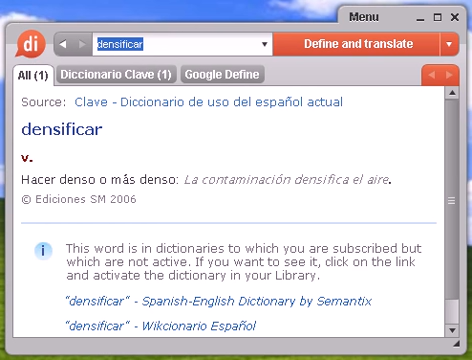 Menu
di
densificar
Define and translate
All (1)
Diccionario Clave (1)
Google Define
Source: Clave - Diccionario de uso del español actual
densificar
v.
Hacer denso o más denso: La contaminación densifica el aire.
© Ediciones SM 2006
i
This word is in dictionaries to which you are subscribed but
which are not active. If you want to see it, click on the link
and activate the dictionary in your Library.
"densificar" - Spanish-English Dictionary by Semantix
"densificar" - Wikcionario Español